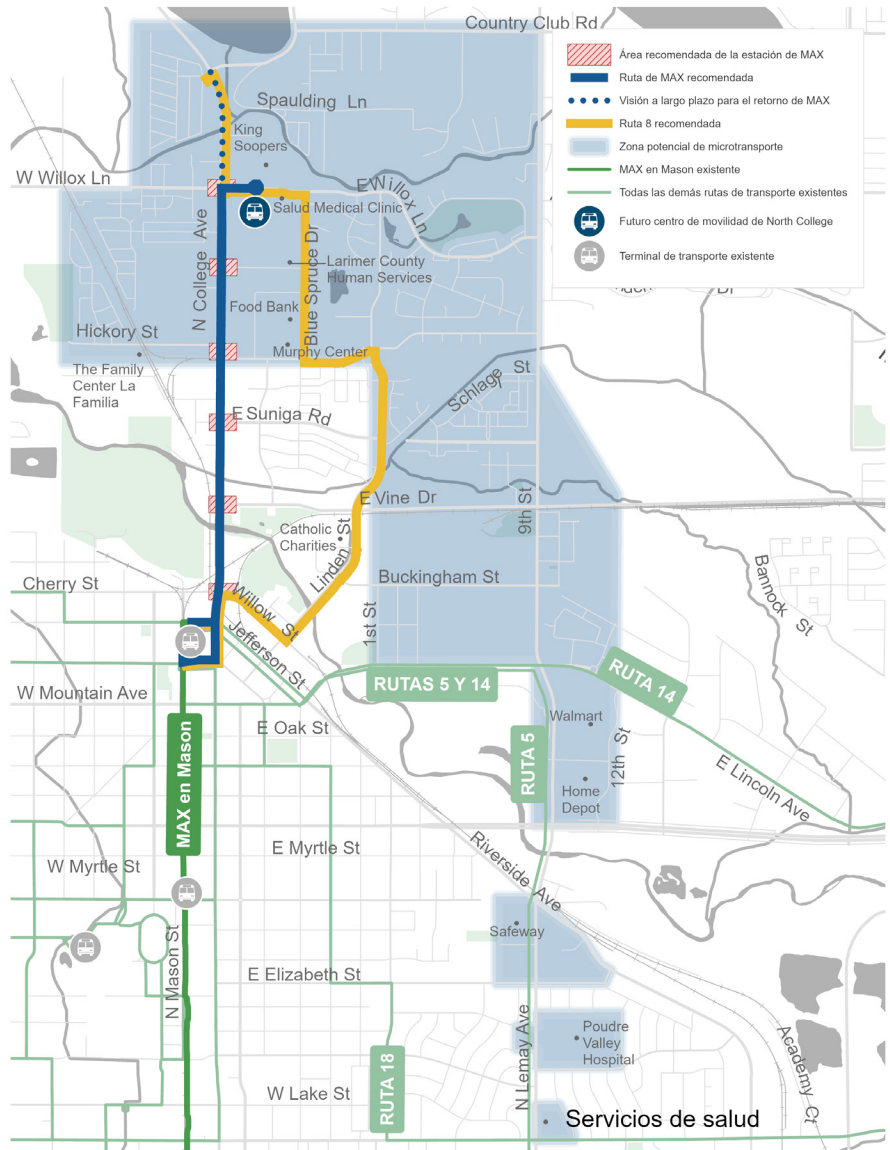 Country Club Rd
Área recomendada de la estación de MAX
Ruta de MAX recomendada
Visión a largo plazo para el retorno de MAX
Ruta 8 recomendada
Zona potencial de microtransporte
MAX en Mason existente
Todas las demás rutas de transporte existentes
Futuro centro de movilidad de North College
Terminal de transporte existente
Spaulding Ln
King
Soopers
W Willox Ln
E Willox Ln
Salud Medical Clinic
N College Ave
Blue Spruce Dr
Larimer County
Human Services
Dr
Food Bank
Hickory St
Murphy Center
The Family
Center La
Familia
Schlage St
E Suniga Rd
E Vine Dr
9th St
Catholic
Charities
Linden St
Buckingham St
Bannock St
Cherry St
Willow St
1st St
Jefferson St
W Mountain Ave
RUTAS 5 Y 14
RUTA 14
E Oak St
Walmart
12th St
MAX en Mason
RUTA 5
E Lincoln Ave
Home
Depot
E Myrtle St
W Myrtle St
Riverside Ave
Safeway
N Mason St
E Elizabeth St
N Lemay Ave
Poudre
Valley
Hospital
Academy Ct
RUTA 18
W Lake St
Servicios de salud